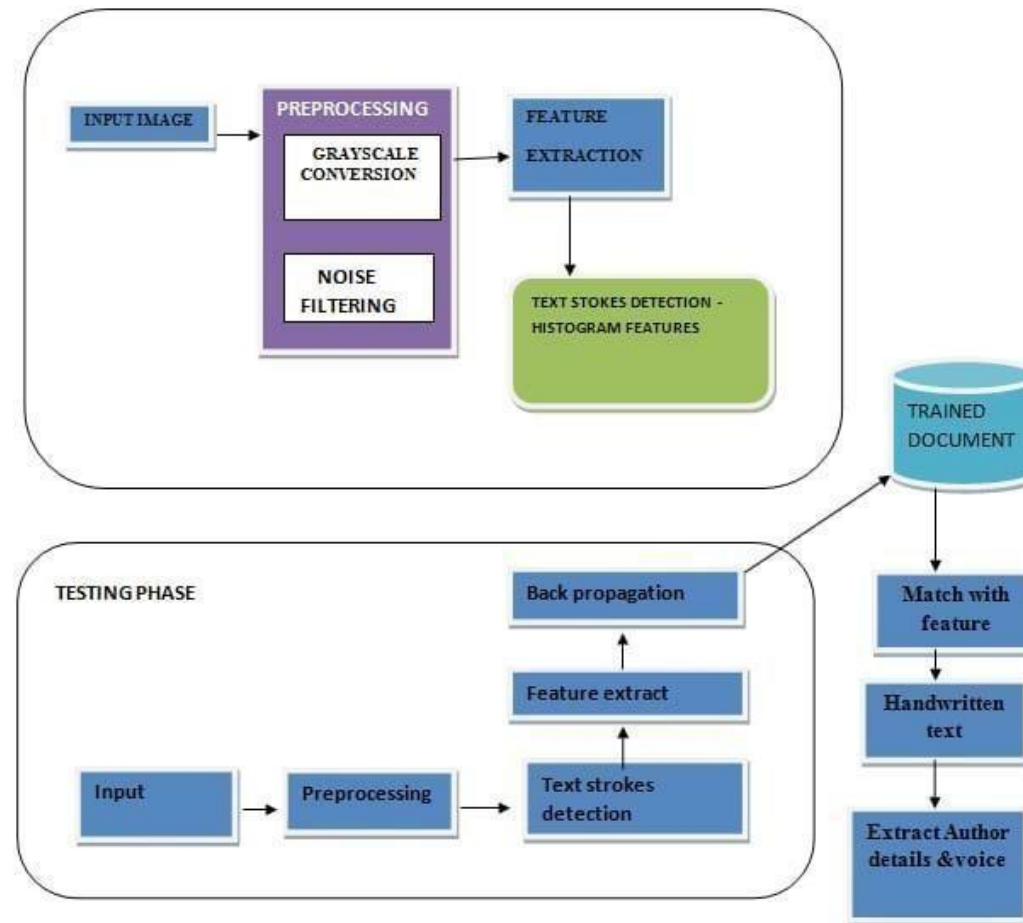 INPUT IMAGE
PREPROCESSING
GRAYSCALE
CONVERSION
NOISE
FILTERING
FEATURE
EXTRACTION
TEXT STOKES DETECTION -
HISTOGRAM FEATURES
TRAINED
DOCUMENT
TESTING PHASE
Input
Preprocessing
Text strokes
detection
Feature extract
Back propagation
Match with
feature
Handwritten
text
Extract Author
details &voice